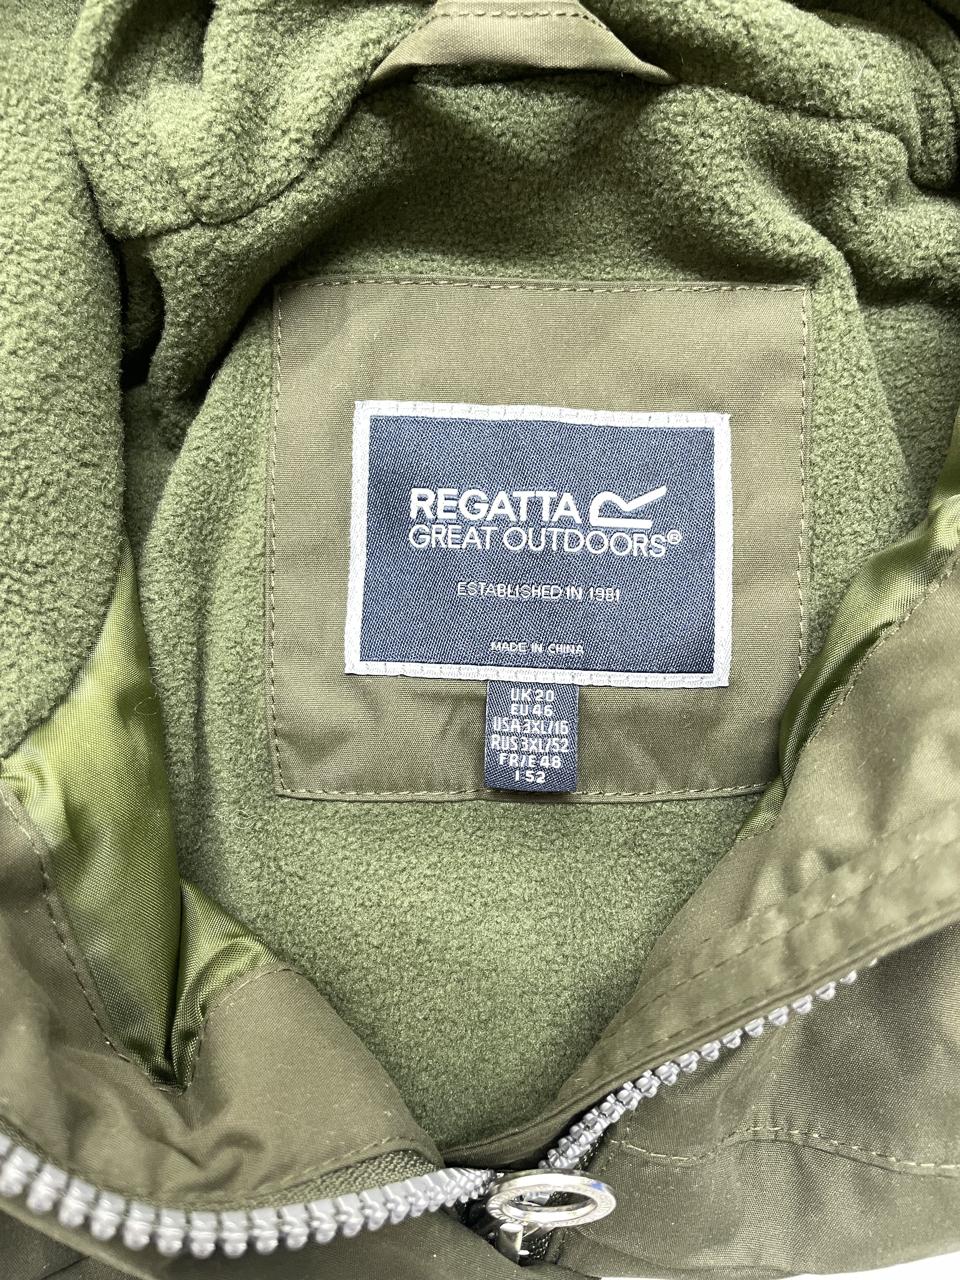 REGATTA
GREAT OUTDOORS®
ESTABLISHED IN 1981
MADE IN CHINA
UK 20
EU 46
USA 3XL/16
RUS 3XL/52
FR/E 48
I 52